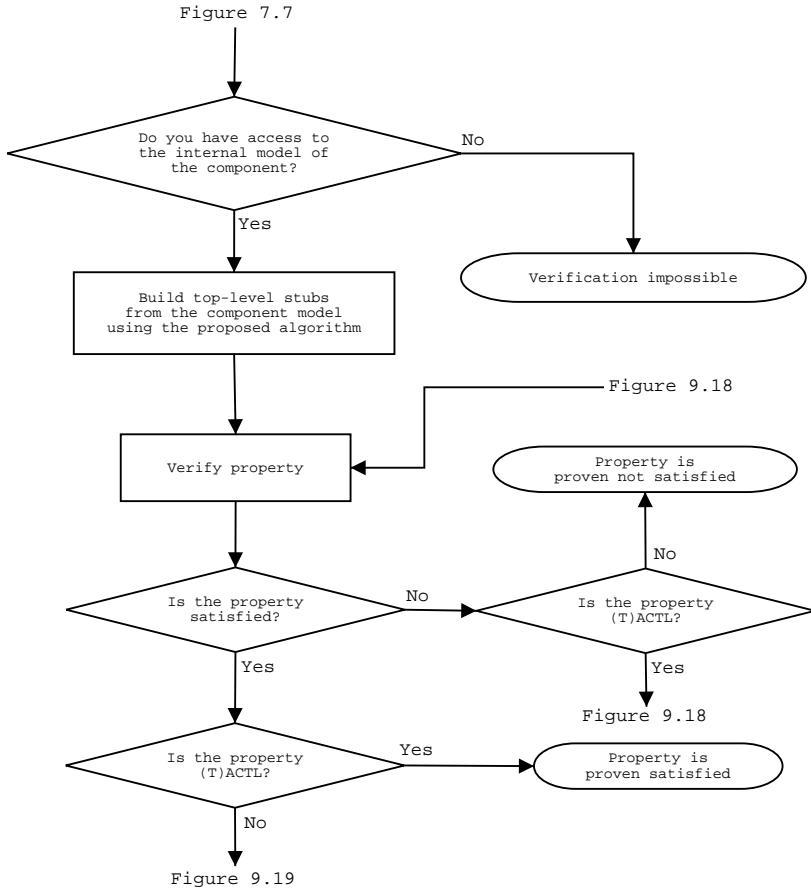 Figure 7.7
Do you have access to
the internal model of
the component?
No
Yes
Verification impossible
Build top-level stubs
from the component model
using the proposed algorithm
Figure 9.18
Verify property
Property is
proven not satisfied
No
Is the property
satisfied?
No
Is the property
(T)ACTL?
Yes
Yes
Figure 9.18
Is the property
(T)ACTL?
Yes
Property is
proven satisfied
No
Figure 9.19